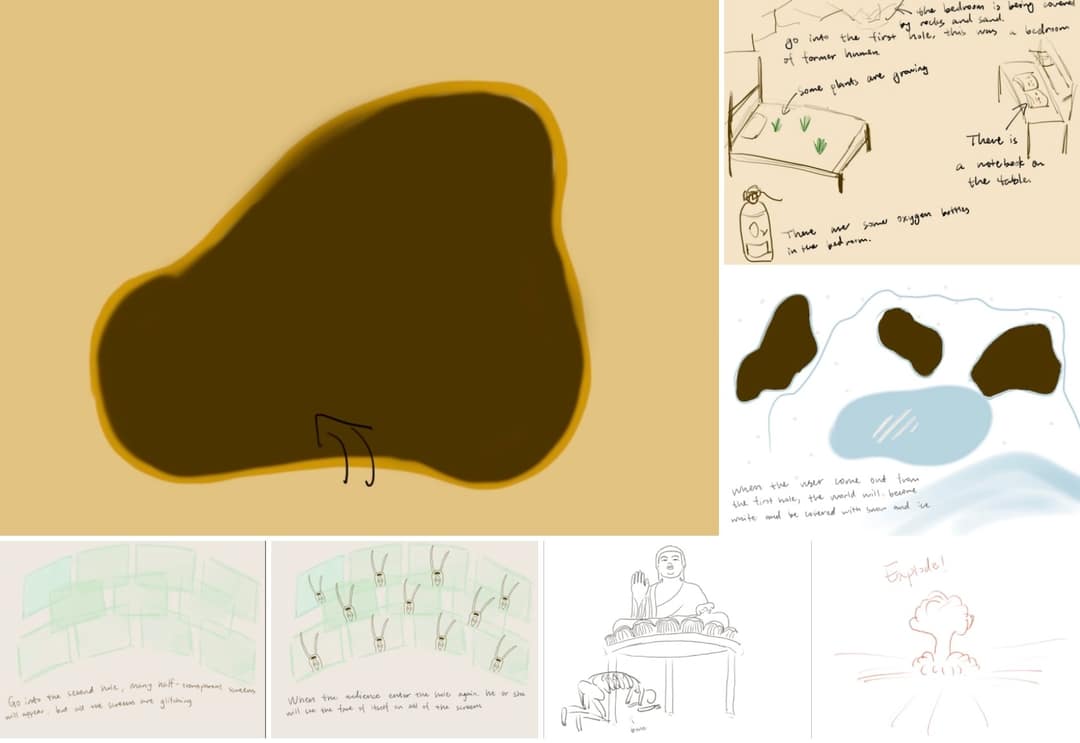 the bedroom is being covered
by rocks and sand.
go into the first hole, this was a bedroom
of former human
some plants are growing
There is
a notebook on
the table.
O₂
There are some oxygen bottles
in the bedroom.
when the user come out from
the first hole, the world will become
white and be covered with snow and ice
Go into the second hole, many half-transparent screens
will appear. but all the screens are glitching
When the audience enter the hole again, he or she
will see the face of itself on all of the screens
Explode!